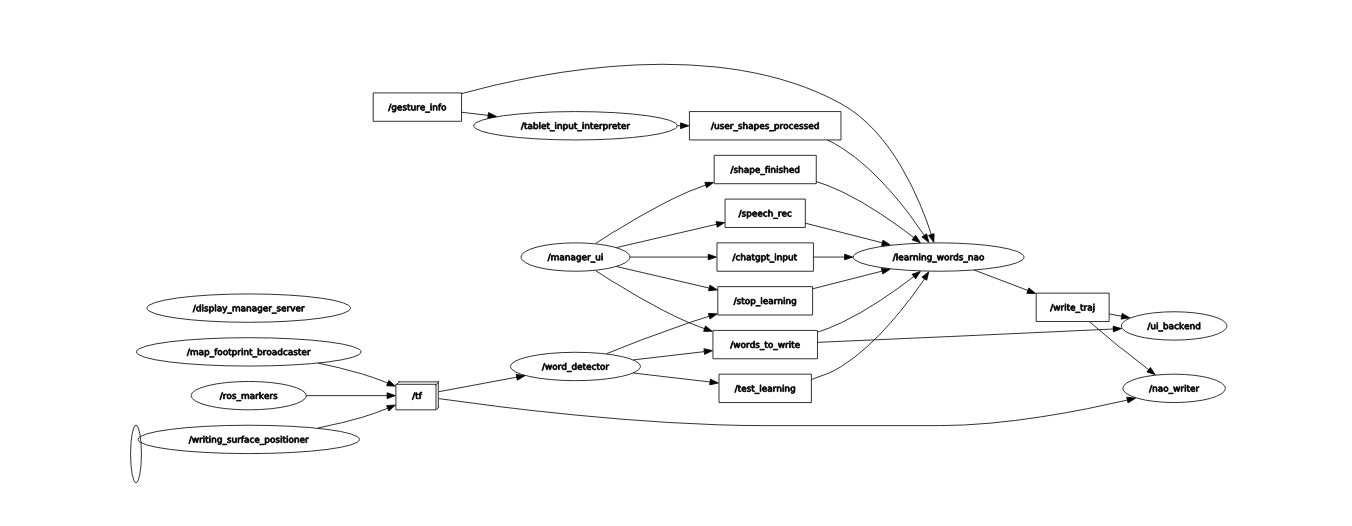 /gesture_info
/tablet_input_interpreter
/user_shapes_processed
/shape_finished
/speech_rec
/manager_ui
/chatgpt_input
/learning_words_nao
/stop_learning
/display_manager_server
/write_traj
/ui_backend
/words_to_write
/map_footprint_broadcaster
/word_detector
/test_learning
/nao_writer
/ros_markers
/tf
/writing_surface_positioner